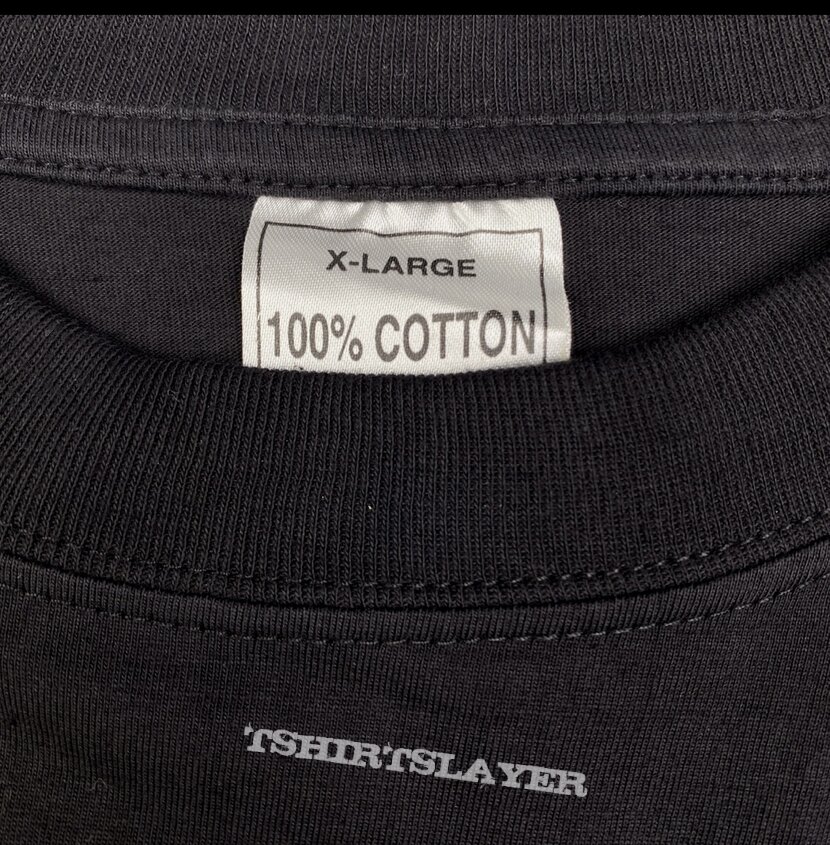 X-LARGE
100% COTTON
TSHIRTSLAYER